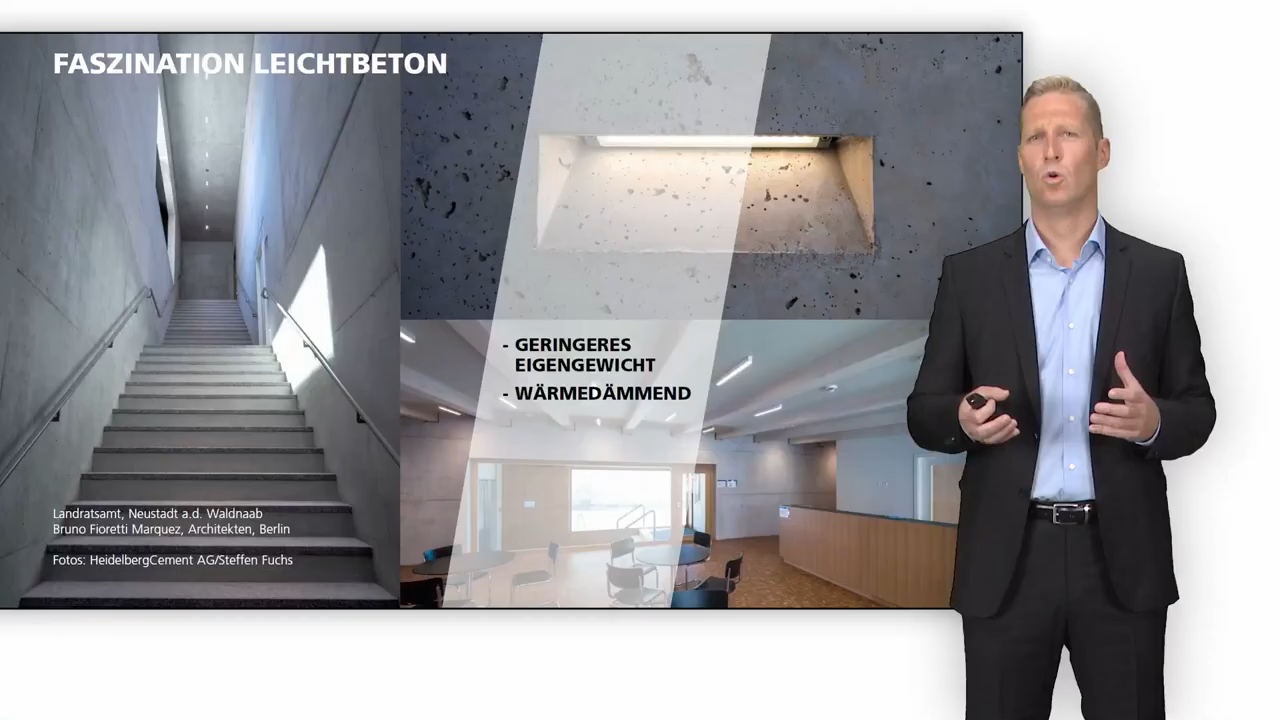 FASZINATION LEICHTBETON
- GERINGERES
EIGENGEWICHT
- WÄRMEDÄMMEND
Landratsamt, Neustadt a.d. Waldnaab
Bruno Fioretti Marquez, Architekten, Berlin
Fotos: HeidelbergCement AG/Steffen Fuchs